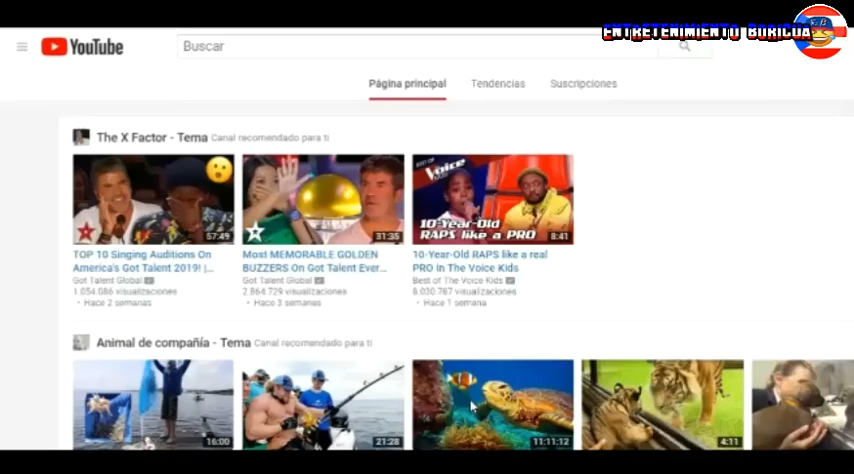 ENTRETENIMIENTO BORICUA
YouTube
Buscar
Página principal
Tendencias
Suscripciones
The X Factor - Tema Canal recomendado para ti
57:49
31:35
BEST OF
Voice
10-Year-Old
RAPS LIKE a PRO
8:41
TOP 10 Singing Auditions On
America's Got Talent 2019! |...
Got Talent Global
1.054.086 visualizaciones
• Hace 2 semanas
Most MEMORABLE GOLDEN
BUZZERS On Got Talent Ever...
Got Talent Global
2.864.729 visualizaciones
• Hace 3 semanas
10-Year-Old RAPS like a real
PRO in The Voice Kids
Best of The Voice Kids
8.030.787 visualizaciones
• Hace 1 semana
Animal de compañía - Tema Canal recomendado para ti
16:00
21:28
11:11:12
4:11